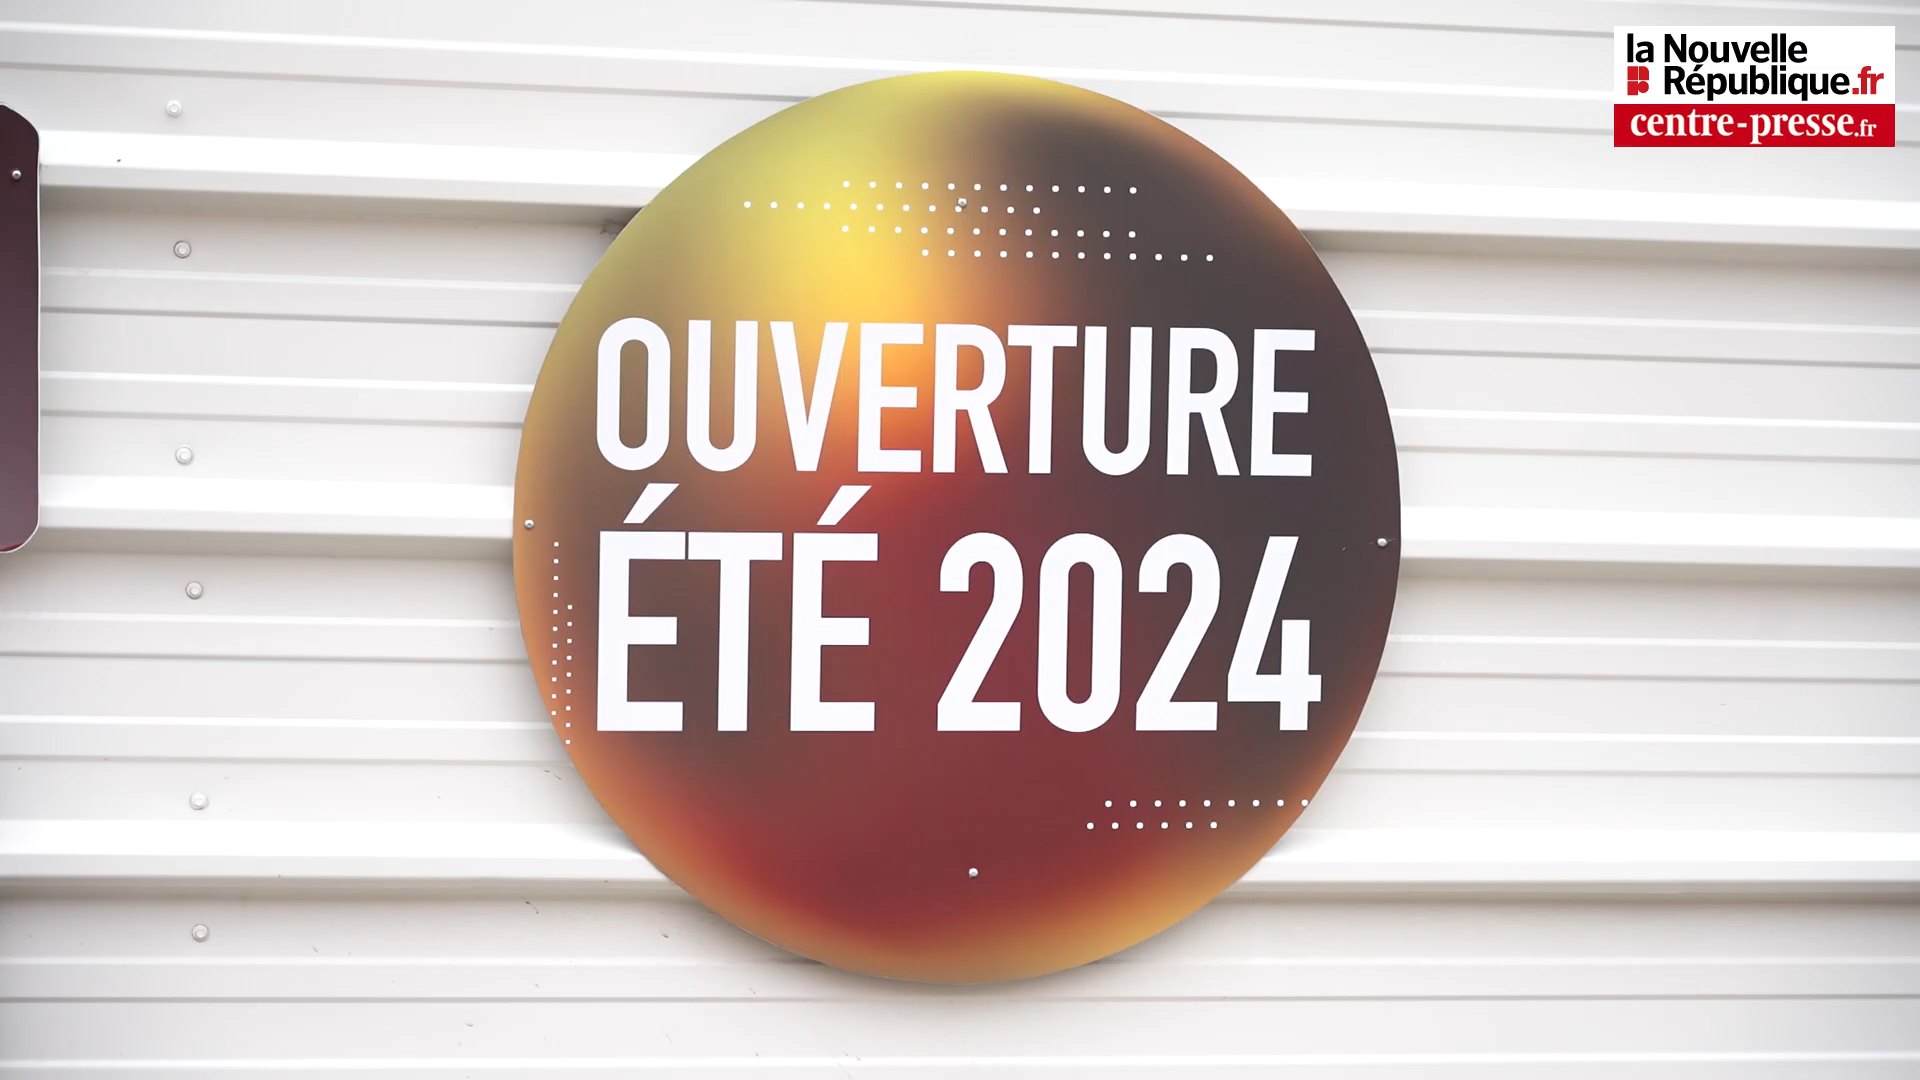 la Nouvelle
République.fr
centre-presse.fr
OUVERTURE
ÉTÉ 2024